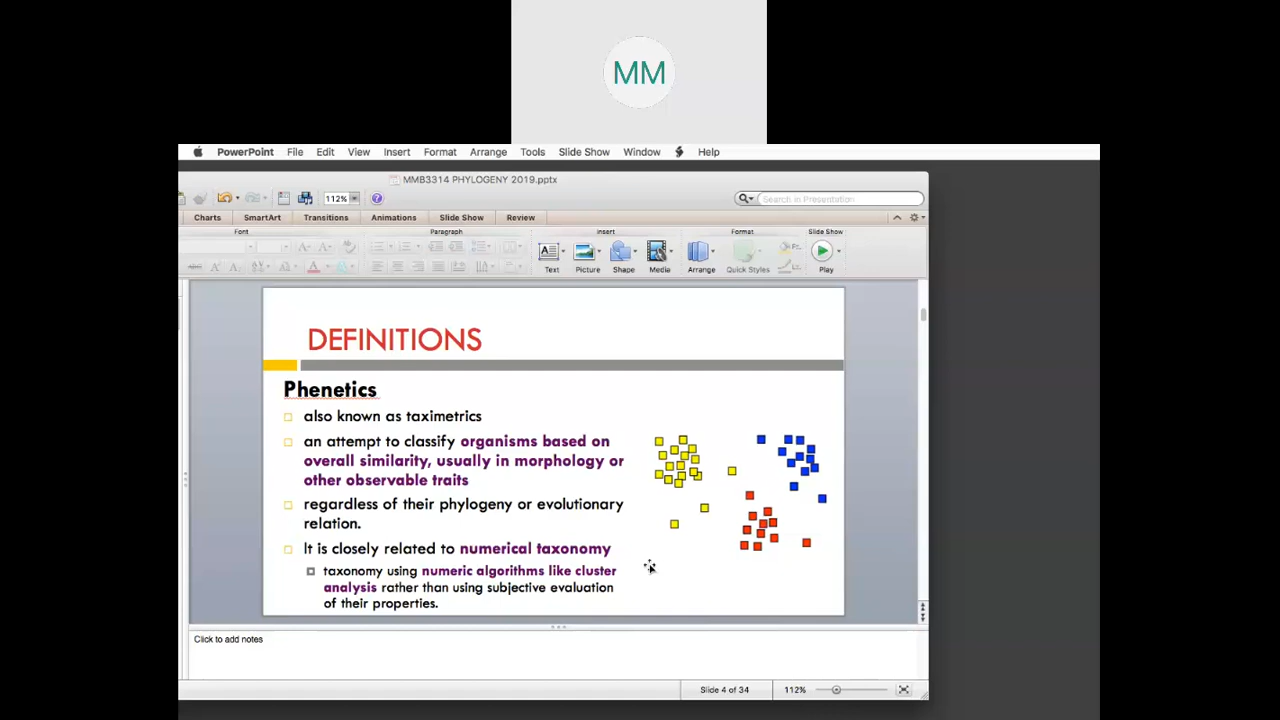 MM
PowerPoint File Edit View Insert Format Arrange Tools Slide Show Window Help
MMB3314 PHYLOGENY 2019.pptx
112%
Search in Presentation
Charts SmartArt Transitions Animations Slide Show Review
Font Paragraph Insert Format Slide Show
Text Picture Shape Media Arrange Quick Styles Play
DEFINITIONS
Phenetics
also known as taximetrics
an attempt to classify organisms based on
overall similarity, usually in morphology or
other observable traits
regardless of their phylogeny or evolutionary
relation.
It is closely related to numerical taxonomy
taxonomy using numeric algorithms like cluster
analysis rather than using subjective evaluation
of their properties.
Click to add notes
Slide 4 of 34
112%